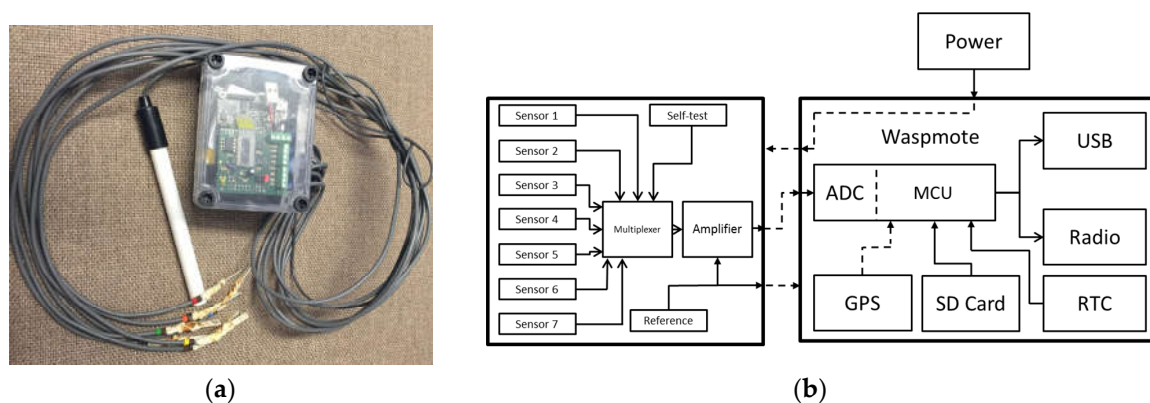 Power
Sensor 1
Self-test
Waspmote
USB
Sensor 2
Sensor 3
ADC
MCU
Sensor 4
Multiplexer
Amplifier
Radio
Sensor 5
Sensor 6
GPS
SD Card
RTC
Sensor 7
Reference
(a)
(b)